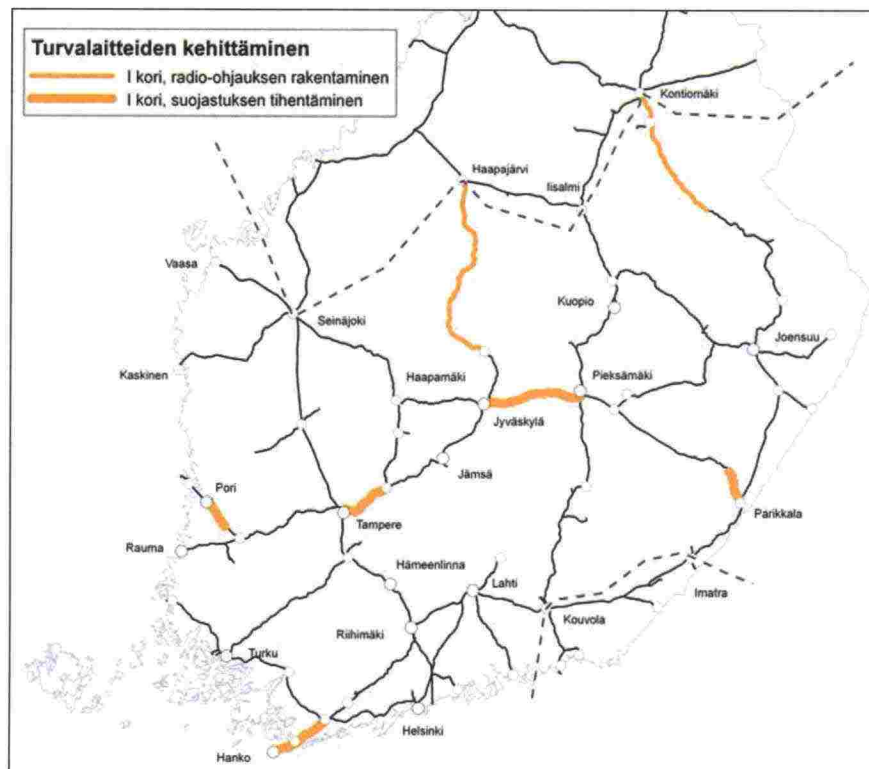 Turvalaitteiden kehittäminen
I kori, radio-ohjauksen rakentaminen
I kori, suojastuksen tihentäminen
Kontiomäki
Haapajärvi
Iisalmi
Vaasa
Seinäjoki
Kuopio
Joensuu
Kaskinen
Haapamäki
Pieksämäki
Jyväskylä
Jämsä
Pori
Tampere
Parikkala
Rauma
Hämeenlinna
Lahti
Imatra
Kouvola
Riihimäki
Turku
Helsinki
Hanko